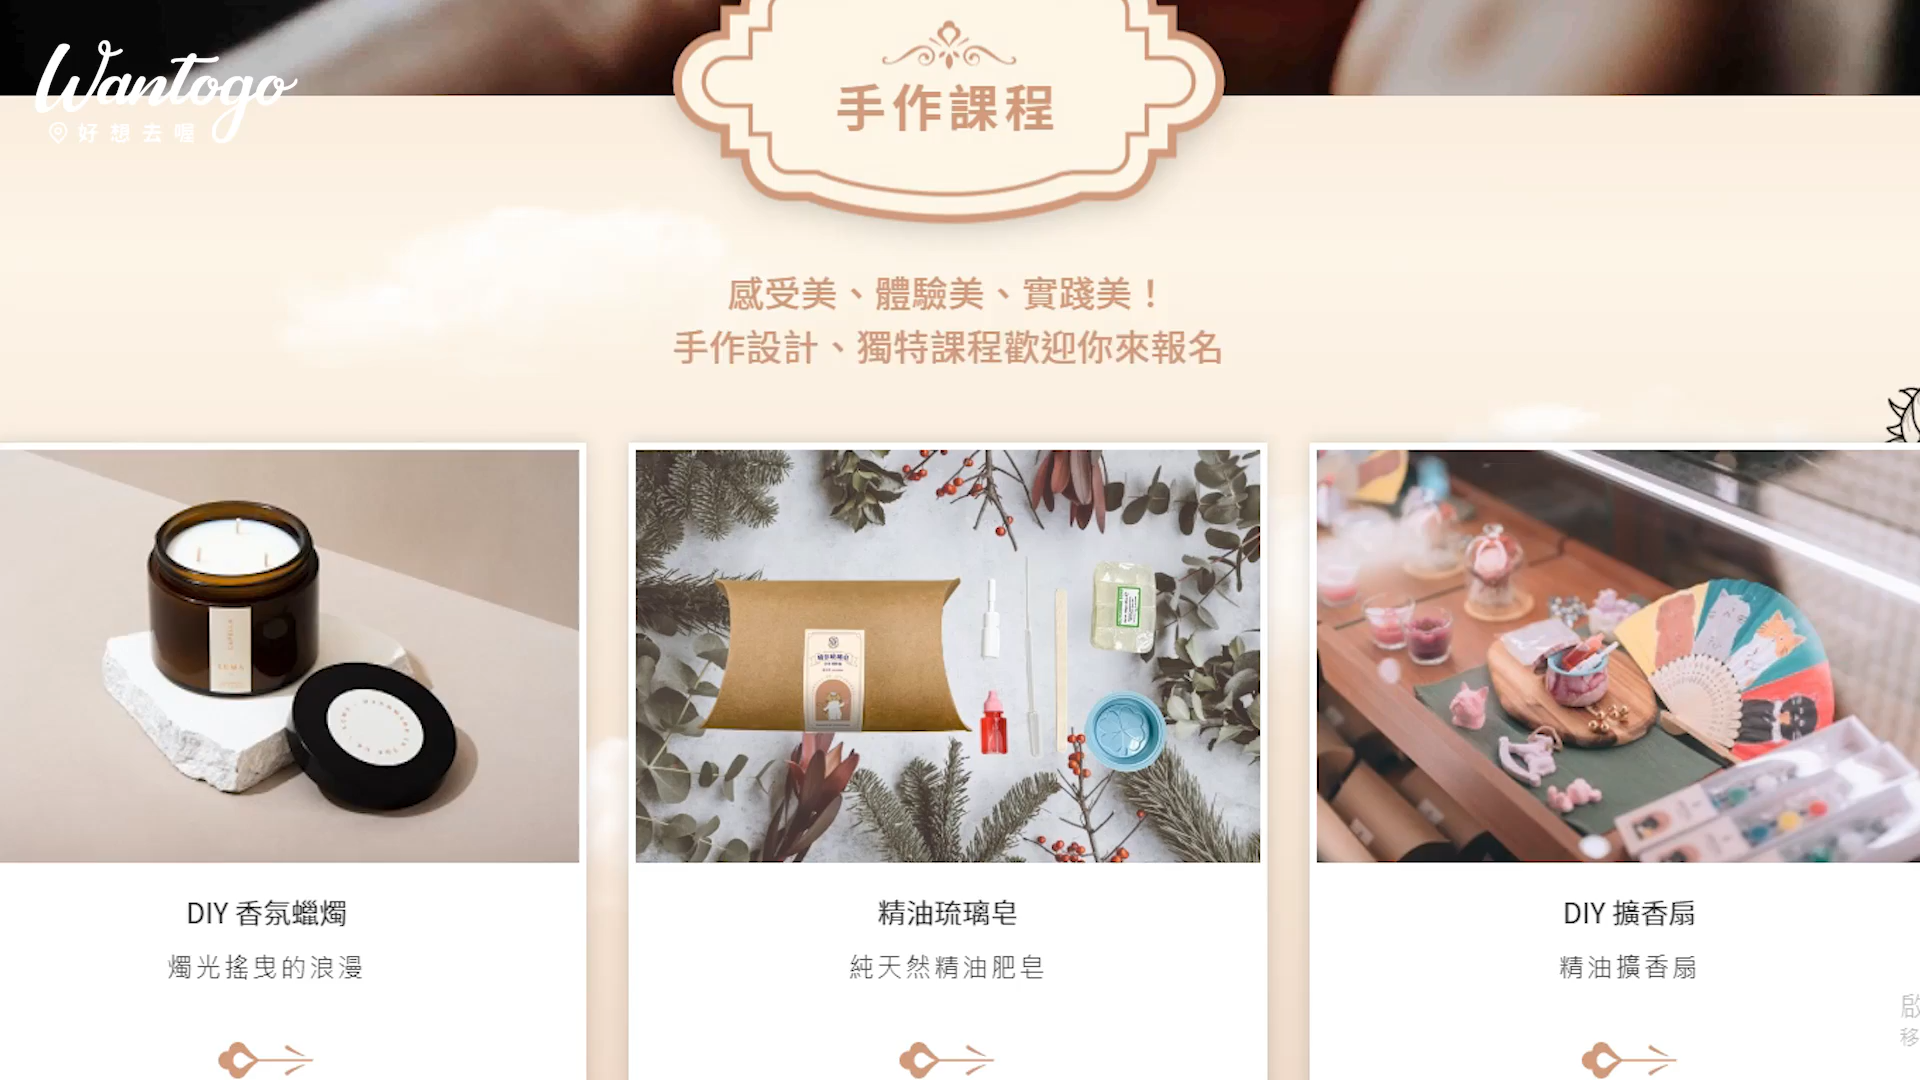 Wantogo
好想去喔
手作課程
感受美、體驗美、實踐美！
手作設計、獨特課程歡迎你來報名
LUMA
DIY 香氛蠟燭
燭光搖曳的浪漫
精油琉璃皂
純天然精油肥皂
DIY 擴香扇
精油擴香扇
啟
移